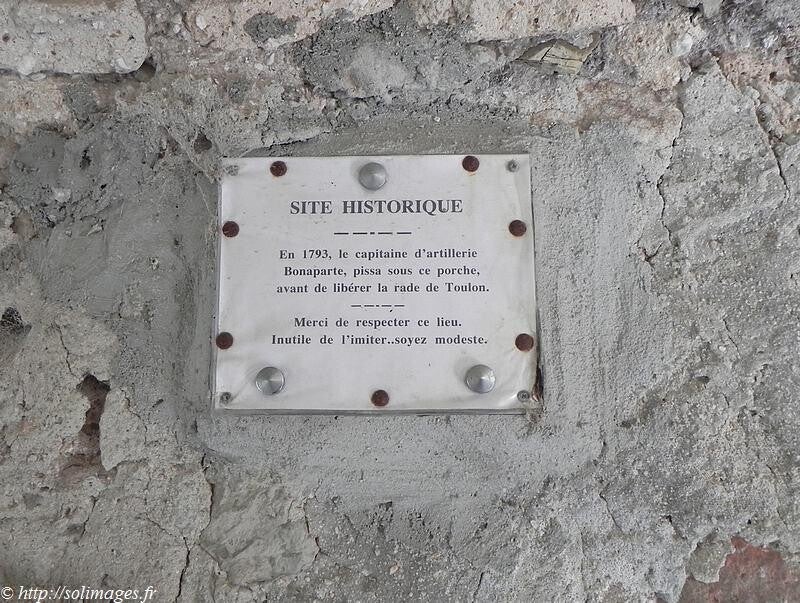 SITE HISTORIQUE
En 1793, le capitaine d'artillerie
Bonaparte, pissa sous ce porche,
avant de libérer la rade de Toulon.
Merci de respecter ce lieu.
Inutile de l'imiter..soyez modeste.
© http://solimages.fr